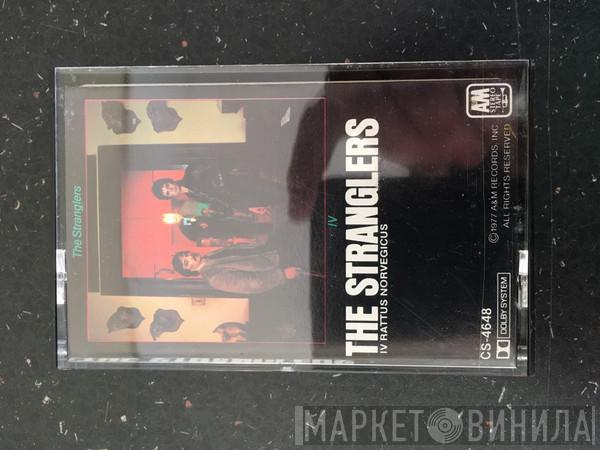 The Stranglers
IV
THE STRANGLERS
IV RATTUS NORVEGICUS
A&M
STEREO
TAPE
©1977 A&M RECORDS, INC
ALL RIGHTS RESERVED
CS-4648
DOLBY SYSTEM
МАРКЕТ ВИНИЛА